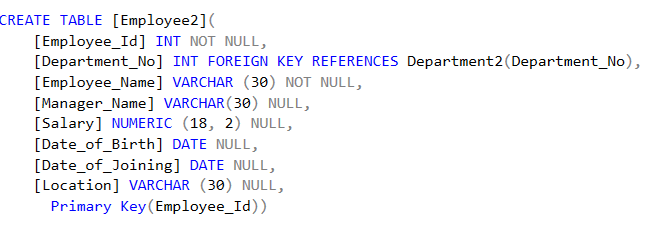 CREATE TABLE [Employee2](
[Employee_Id] INT NOT NULL,
[Department_No] INT FOREIGN KEY REFERENCES Department2(Department_No),
[Employee_Name] VARCHAR (30) NOT NULL,
[Manager_Name] VARCHAR(30) NULL,
[Salary] NUMERIC (18, 2) NULL,
[Date_of_Birth] DATE NULL,
[Date_of_Joining] DATE NULL,
[Location] VARCHAR (30) NULL,
Primary Key(Employee_Id))